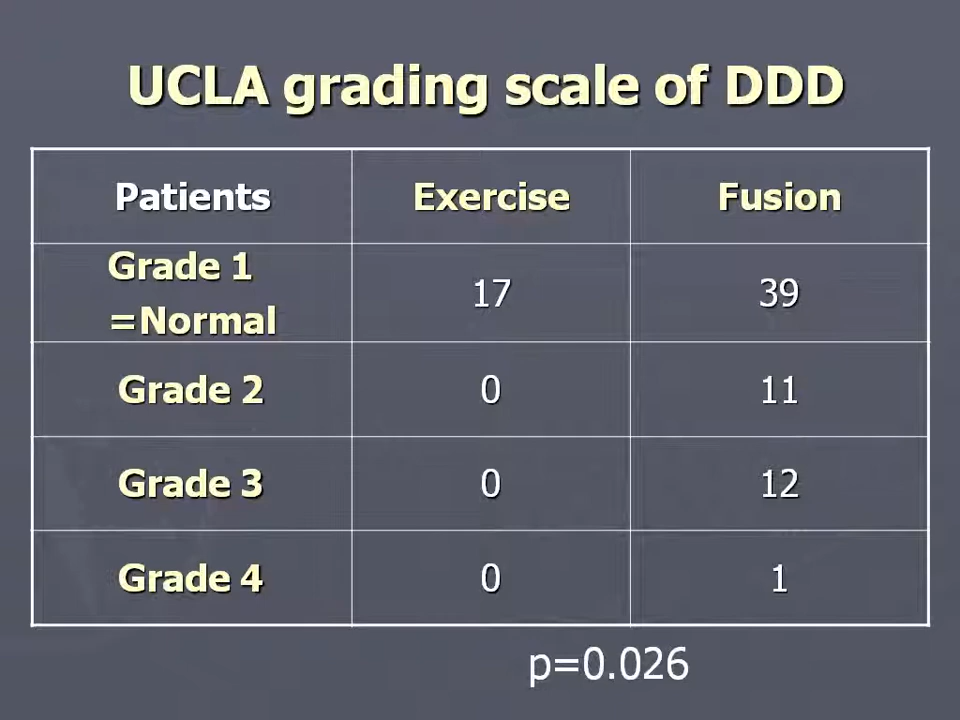 UCLA grading scale of DDD
Patients Exercise Fusion
Grade 1
=Normal 17 39
Grade 2 0 11
Grade 3 0 12
Grade 4 0 1
p=0.026